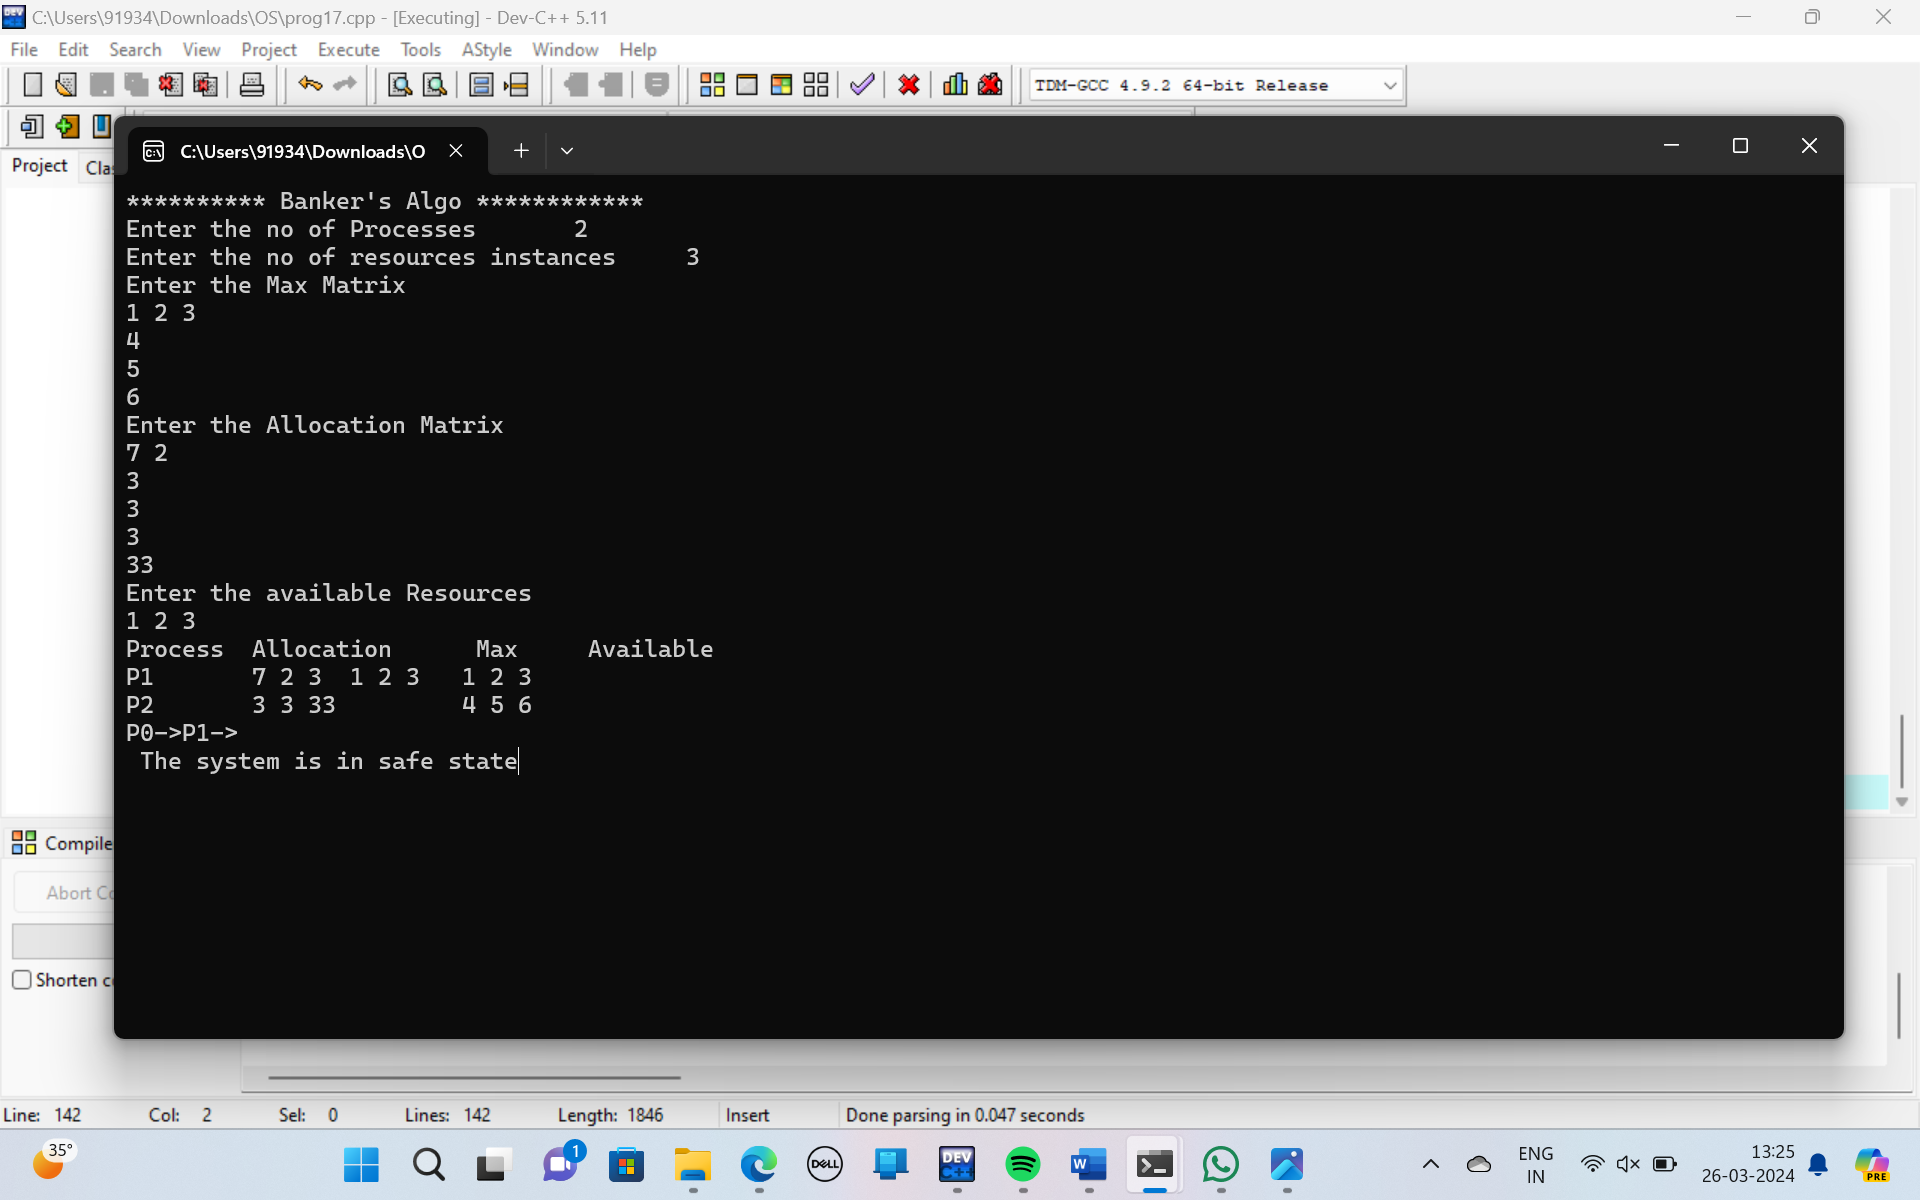 C:\Users\91934\Downloads\OS\prog17.cpp - [Executing] - Dev-C++ 5.11
File Edit Search View Project Execute Tools AStyle Window Help
TDM-GCC 4.9.2 64-bit Release
Project Cla
C:\Users\91934\Downloads\O
********** Banker's Algo ************
Enter the no of Processes 2
Enter the no of resources instances 3
Enter the Max Matrix
1 2 3
4
5
6
Enter the Allocation Matrix
7 2
3
3
3
33
Enter the available Resources
1 2 3
Process Allocation Max Available
P1 7 2 3 1 2 3 1 2 3
P2 3 3 33 4 5 6
P0->P1->
The system is in safe state
Compile
Abort Co
Shorten c
Line: 142 Col: 2 Sel: 0 Lines: 142 Length: 1846 Insert Done parsing in 0.047 seconds
35°
1
DELL
DEV C++
W
ENG
IN
13:25
26-03-2024
PRE